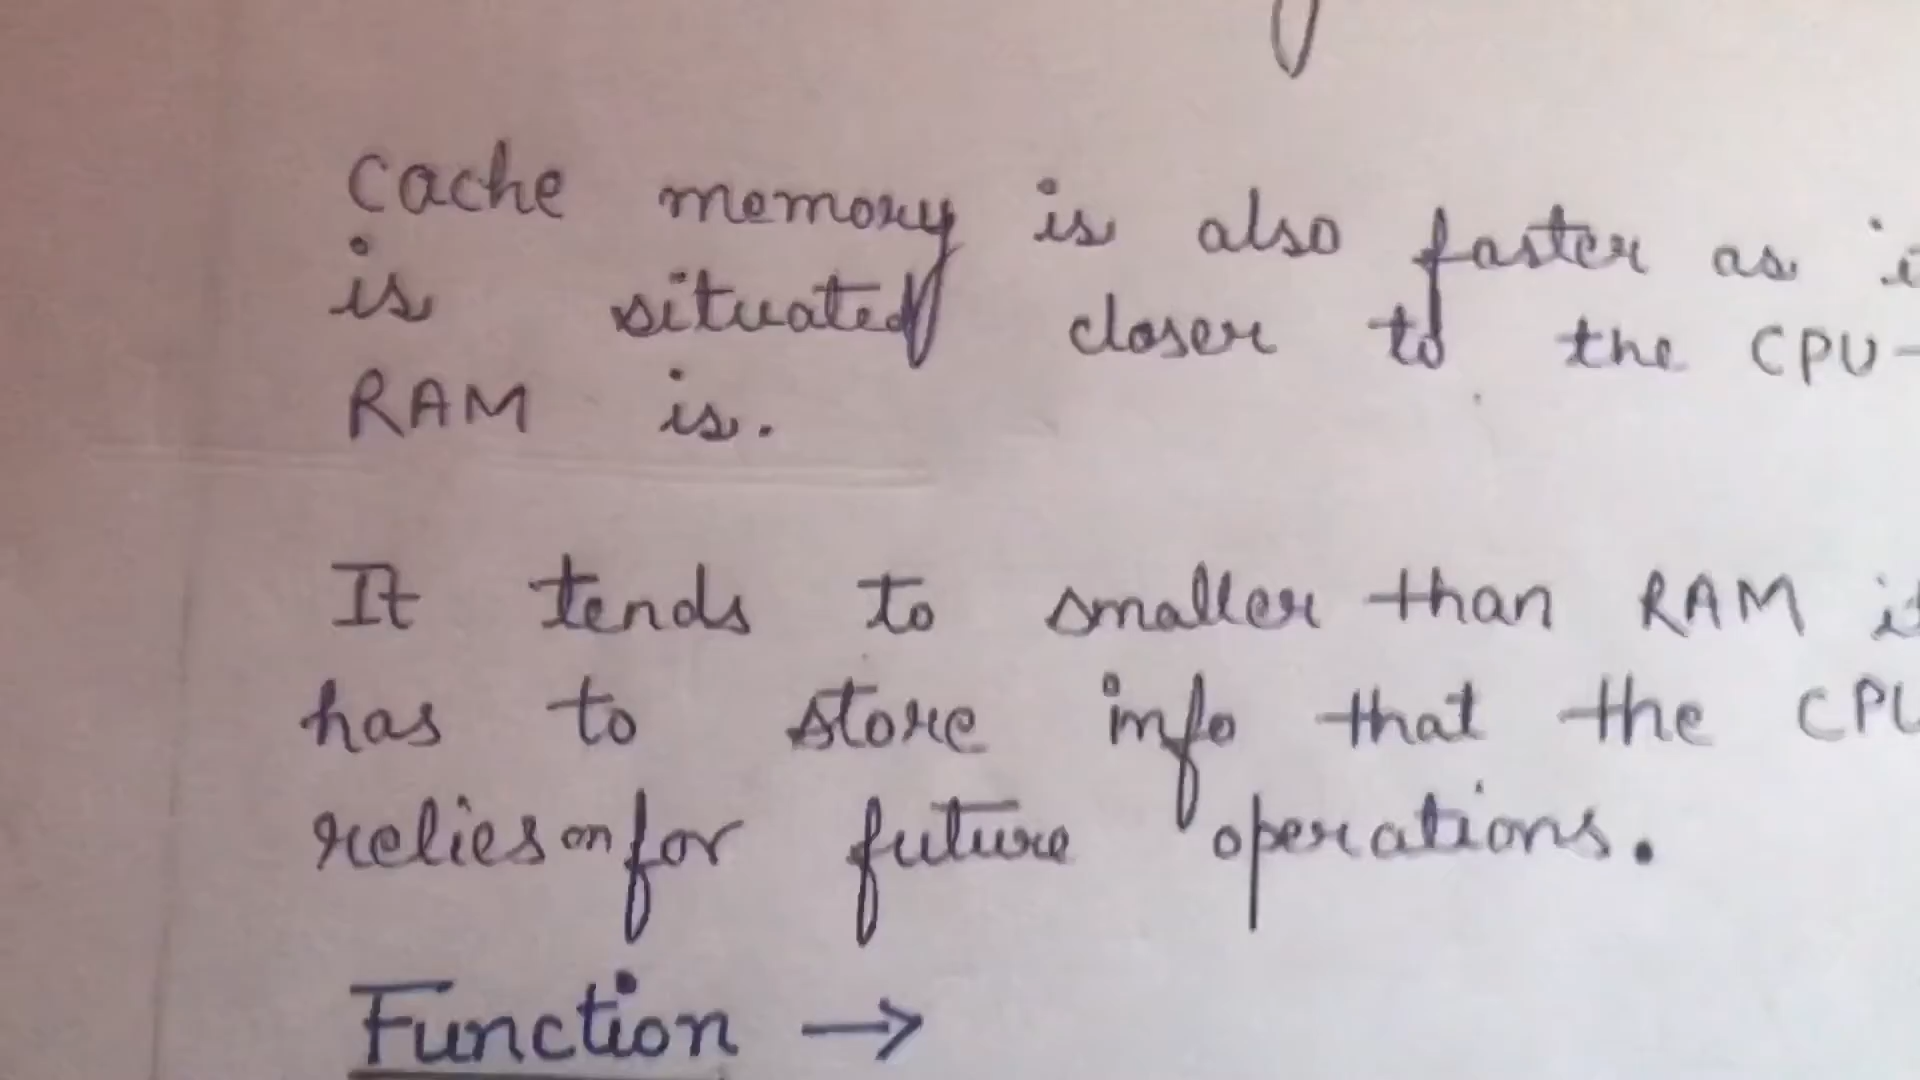 Cache memory is also faster as
is situated closer to the CPU
RAM is.
It tends to smaller than RAM
has to store info that the CPU
relies on for future operations.
Function →